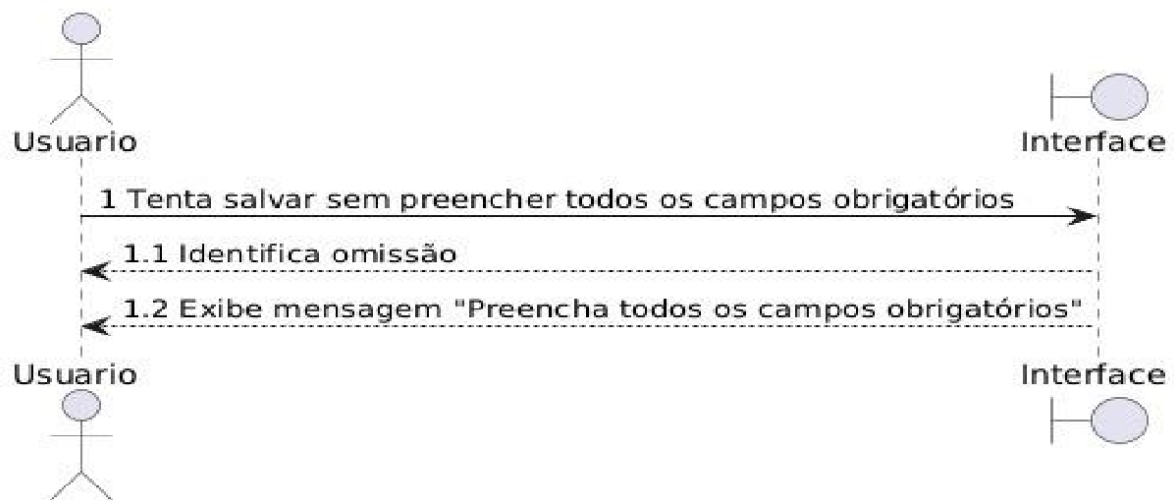 Usuario
Interface
1 Tenta salvar sem preencher todos os campos obrigatórios
1.1 Identifica omissão
1.2 Exibe mensagem "Preencha todos os campos obrigatórios"
Usuario
Interface